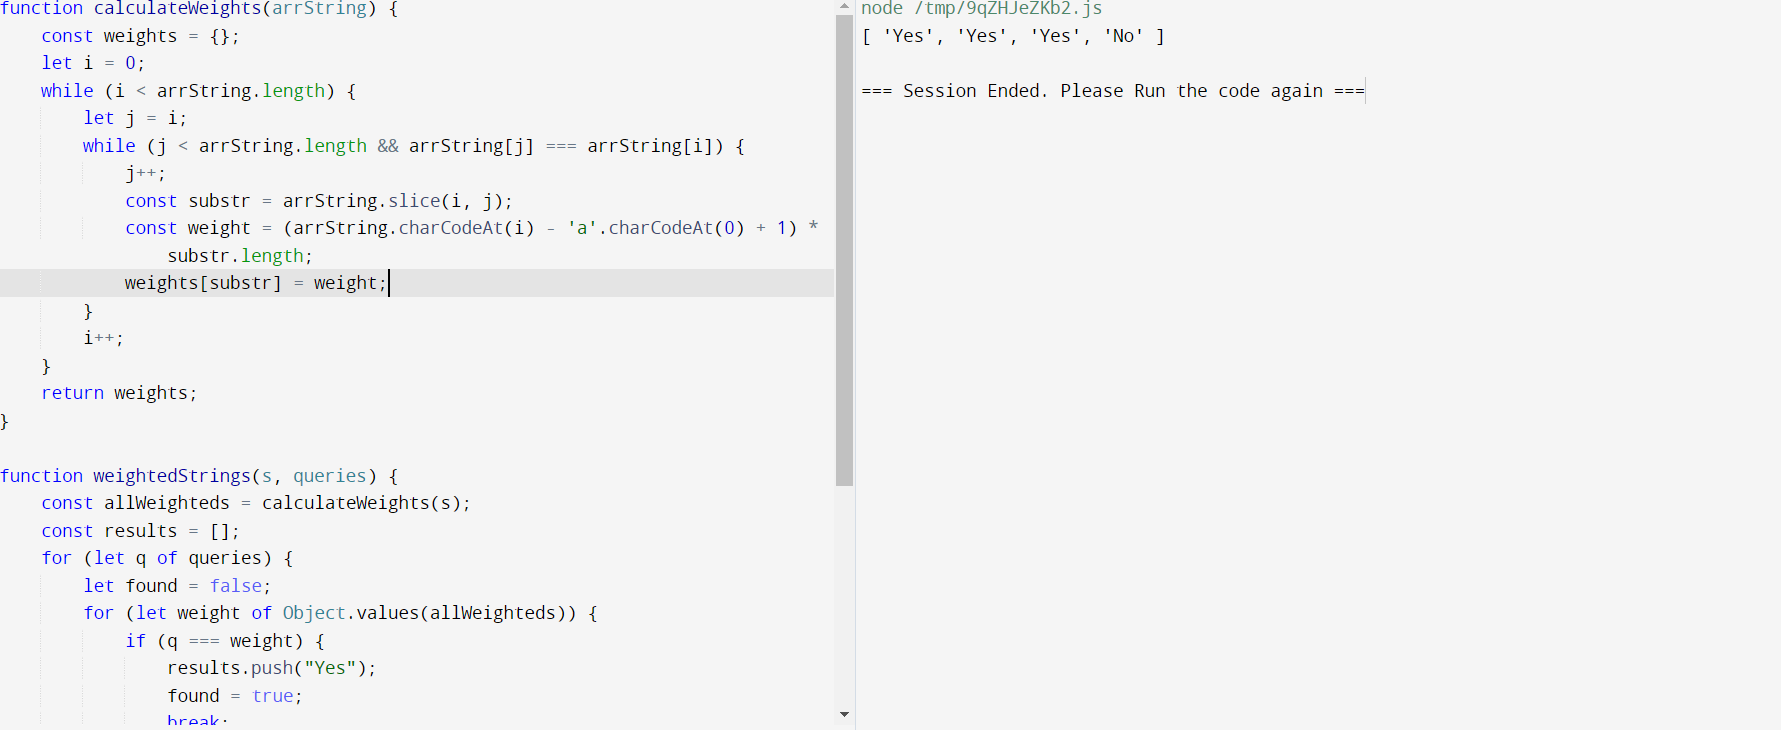 function calculateWeights(arrString) {
    const weights = {};
    let i = 0;
    while (i < arrString.length) {
        let j = i;
        while (j < arrString.length && arrString[j] === arrString[i]) {
            j++;
            const substr = arrString.slice(i, j);
            const weight = (arrString.charCodeAt(i) - 'a'.charCodeAt(0) + 1) *
                substr.length;
            weights[substr] = weight;
        }
        i++;
    }
    return weights;
}

function weightedStrings(s, queries) {
    const allWeighteds = calculateWeights(s);
    const results = [];
    for (let q of queries) {
        let found = false;
        for (let weight of Object.values(allWeighteds)) {
            if (q === weight) {
                results.push("Yes");
                found = true;
                break;
node /tmp/9qZHJeZKb2.js
[ 'Yes', 'Yes', 'Yes', 'No' ]

=== Session Ended. Please Run the code again ===